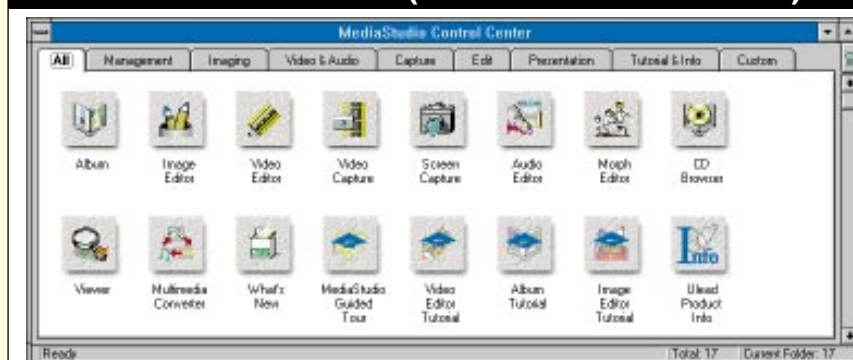 MediaStudio Control Center
All Management Imaging Video & Audio Capture Edit Presentation Tutorial & Info Custom
Album Image Editor Video Editor Video Capture Screen Capture Audio Editor Morph Editor CD Browser
Info
Viewer Multimedia Converter What's New MediaStudio Guided Tour Video Editor Tutorial Album Tutorial Image Editor Tutorial Ulead Product Info
Ready Total: 17 Current Folder: 17